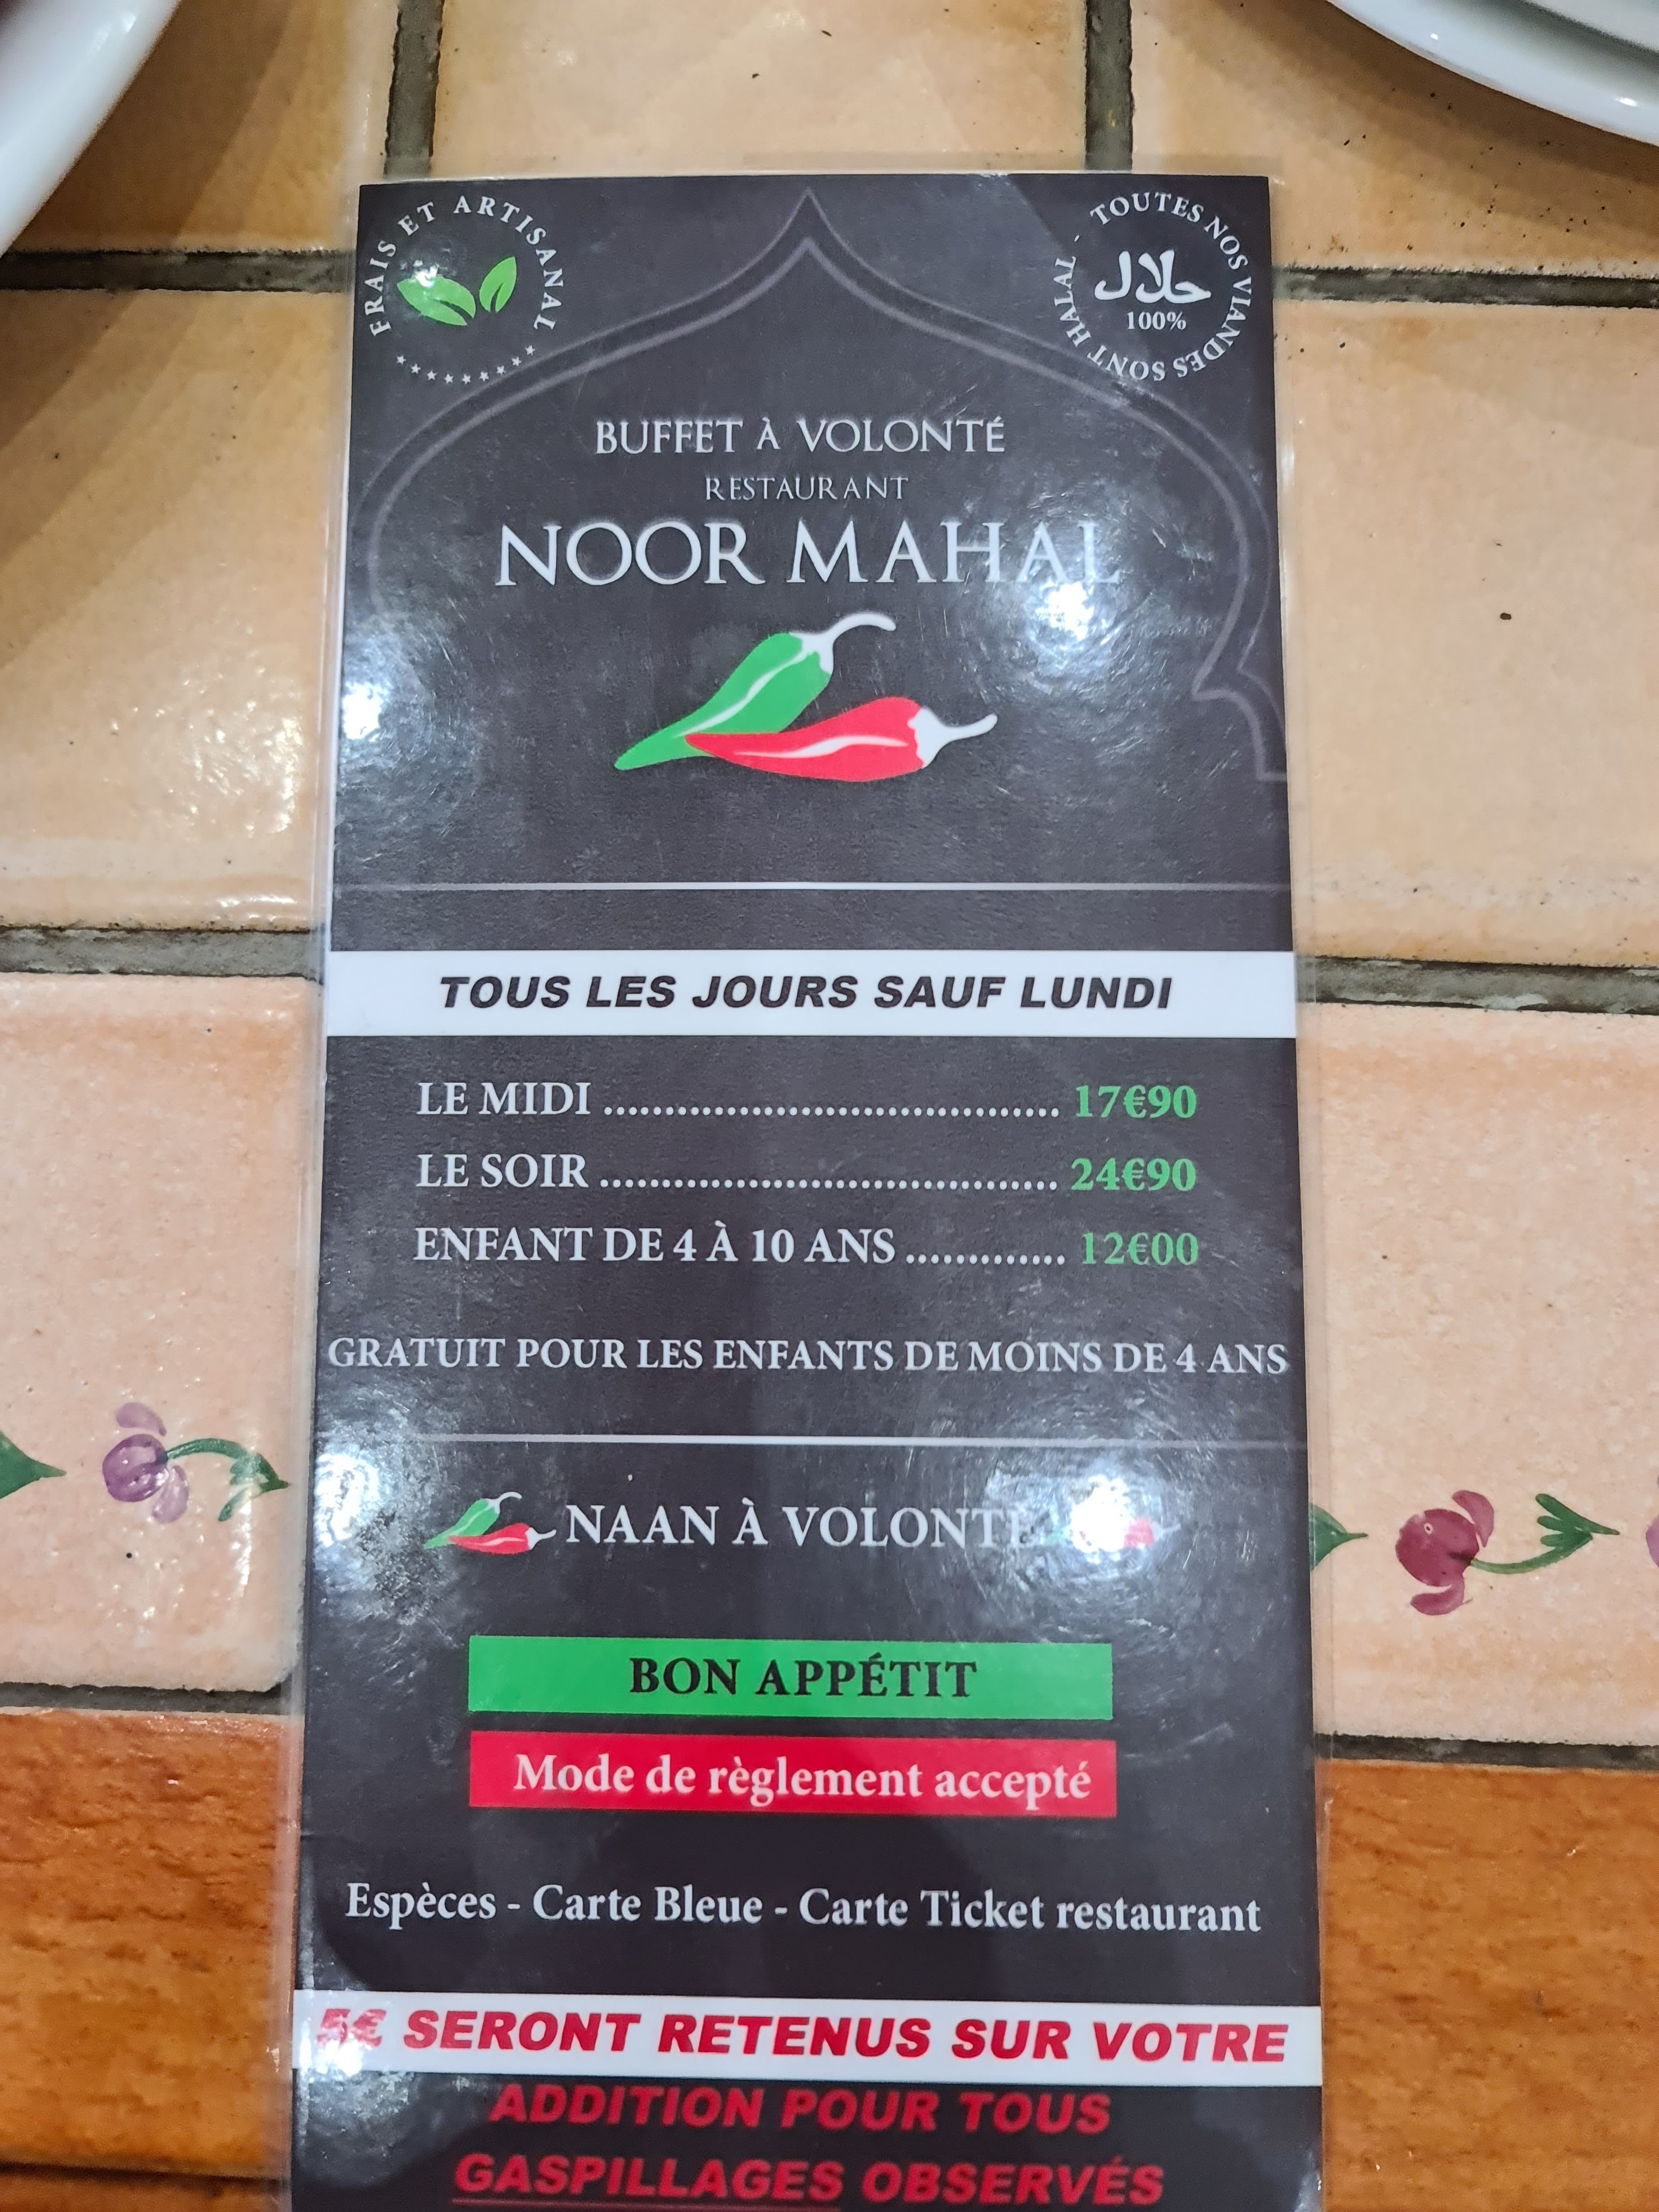 FRAIS ET ARTISANAL
TOUTES NOS VIANDES SONT HALAL -
حلال
100%
BUFFET À VOLONTÉ
RESTAURANT
NOOR MAHAL
TOUS LES JOURS SAUF LUNDI
LE MIDI ..................................... 17€90
LE SOIR ..................................... 24€90
ENFANT DE 4 À 10 ANS ............. 12€00
GRATUIT POUR LES ENFANTS DE MOINS DE 4 ANS
NAAN À VOLONTÉ
BON APPÉTIT
Mode de règlement accepté
Espèces - Carte Bleue - Carte Ticket restaurant
5€ SERONT RETENUS SUR VOTRE
ADDITION POUR TOUS
GASPILLAGES OBSERVÉS